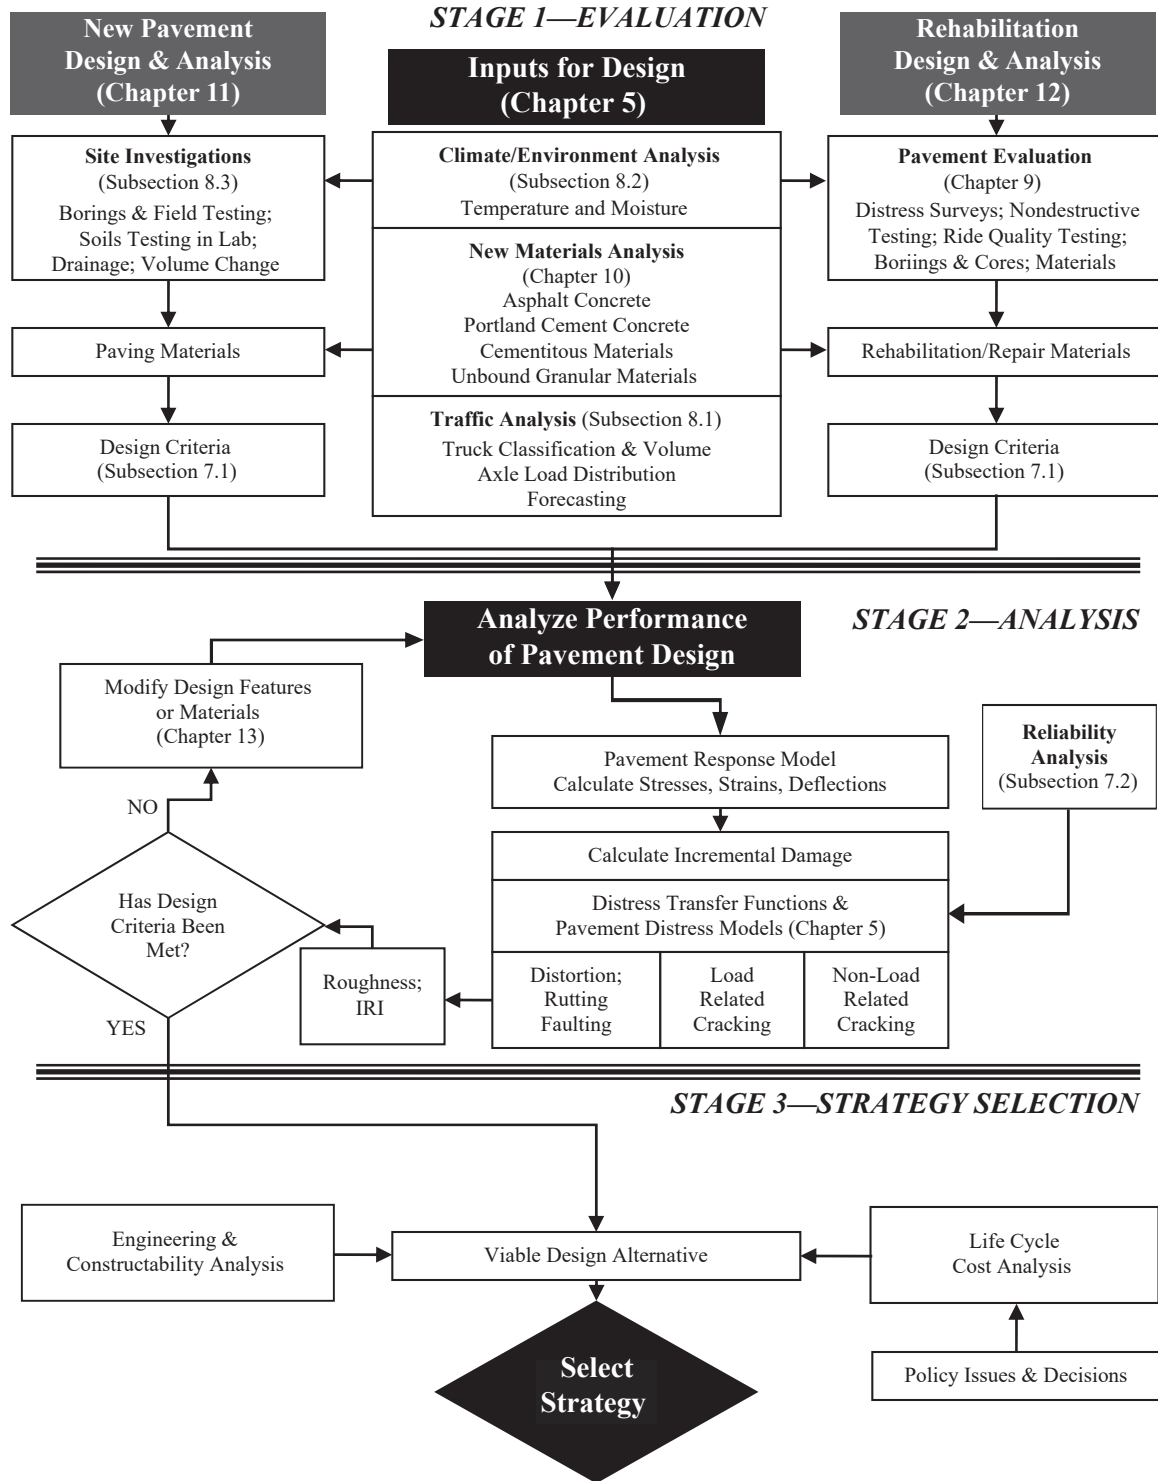 STAGE 1—EVALUATION
New Pavement
Design & Analysis
(Chapter 11)
Inputs for Design
(Chapter 5)
Rehabilitation
Design & Analysis
(Chapter 12)
Site Investigations
(Subsection 8.3)
Borings & Field Testing;
Soils Testing in Lab;
Drainage; Volume Change
Climate/Environment Analysis
(Subsection 8.2)
Temperature and Moisture
Pavement Evaluation
(Chapter 9)
Distress Surveys; Nondestructive
Testing; Ride Quality Testing;
Boriings & Cores; Materials
New Materials Analysis
(Chapter 10)
Asphalt Concrete
Portland Cement Concrete
Cementitous Materials
Unbound Granular Materials
Paving Materials
Rehabilitation/Repair Materials
Traffic Analysis (Subsection 8.1)
Truck Classification & Volume
Axle Load Distribution
Forecasting
Design Criteria
(Subsection 7.1)
Design Criteria
(Subsection 7.1)
STAGE 2—ANALYSIS
Analyze Performance
of Pavement Design
Modify Design Features
or Materials
(Chapter 13)
Pavement Response Model
Calculate Stresses, Strains, Deflections
Reliability
Analysis
(Subsection 7.2)
NO
Calculate Incremental Damage
Has Design
Criteria Been
Met?
Distress Transfer Functions &
Pavement Distress Models (Chapter 5)
Roughness;
IRI
Distortion;
Rutting
Faulting
Load
Related
Cracking
Non-Load
Related
Cracking
YES
STAGE 3—STRATEGY SELECTION
Engineering &
Constructability Analysis
Viable Design Alternative
Life Cycle
Cost Analysis
Select
Strategy
Policy Issues & Decisions